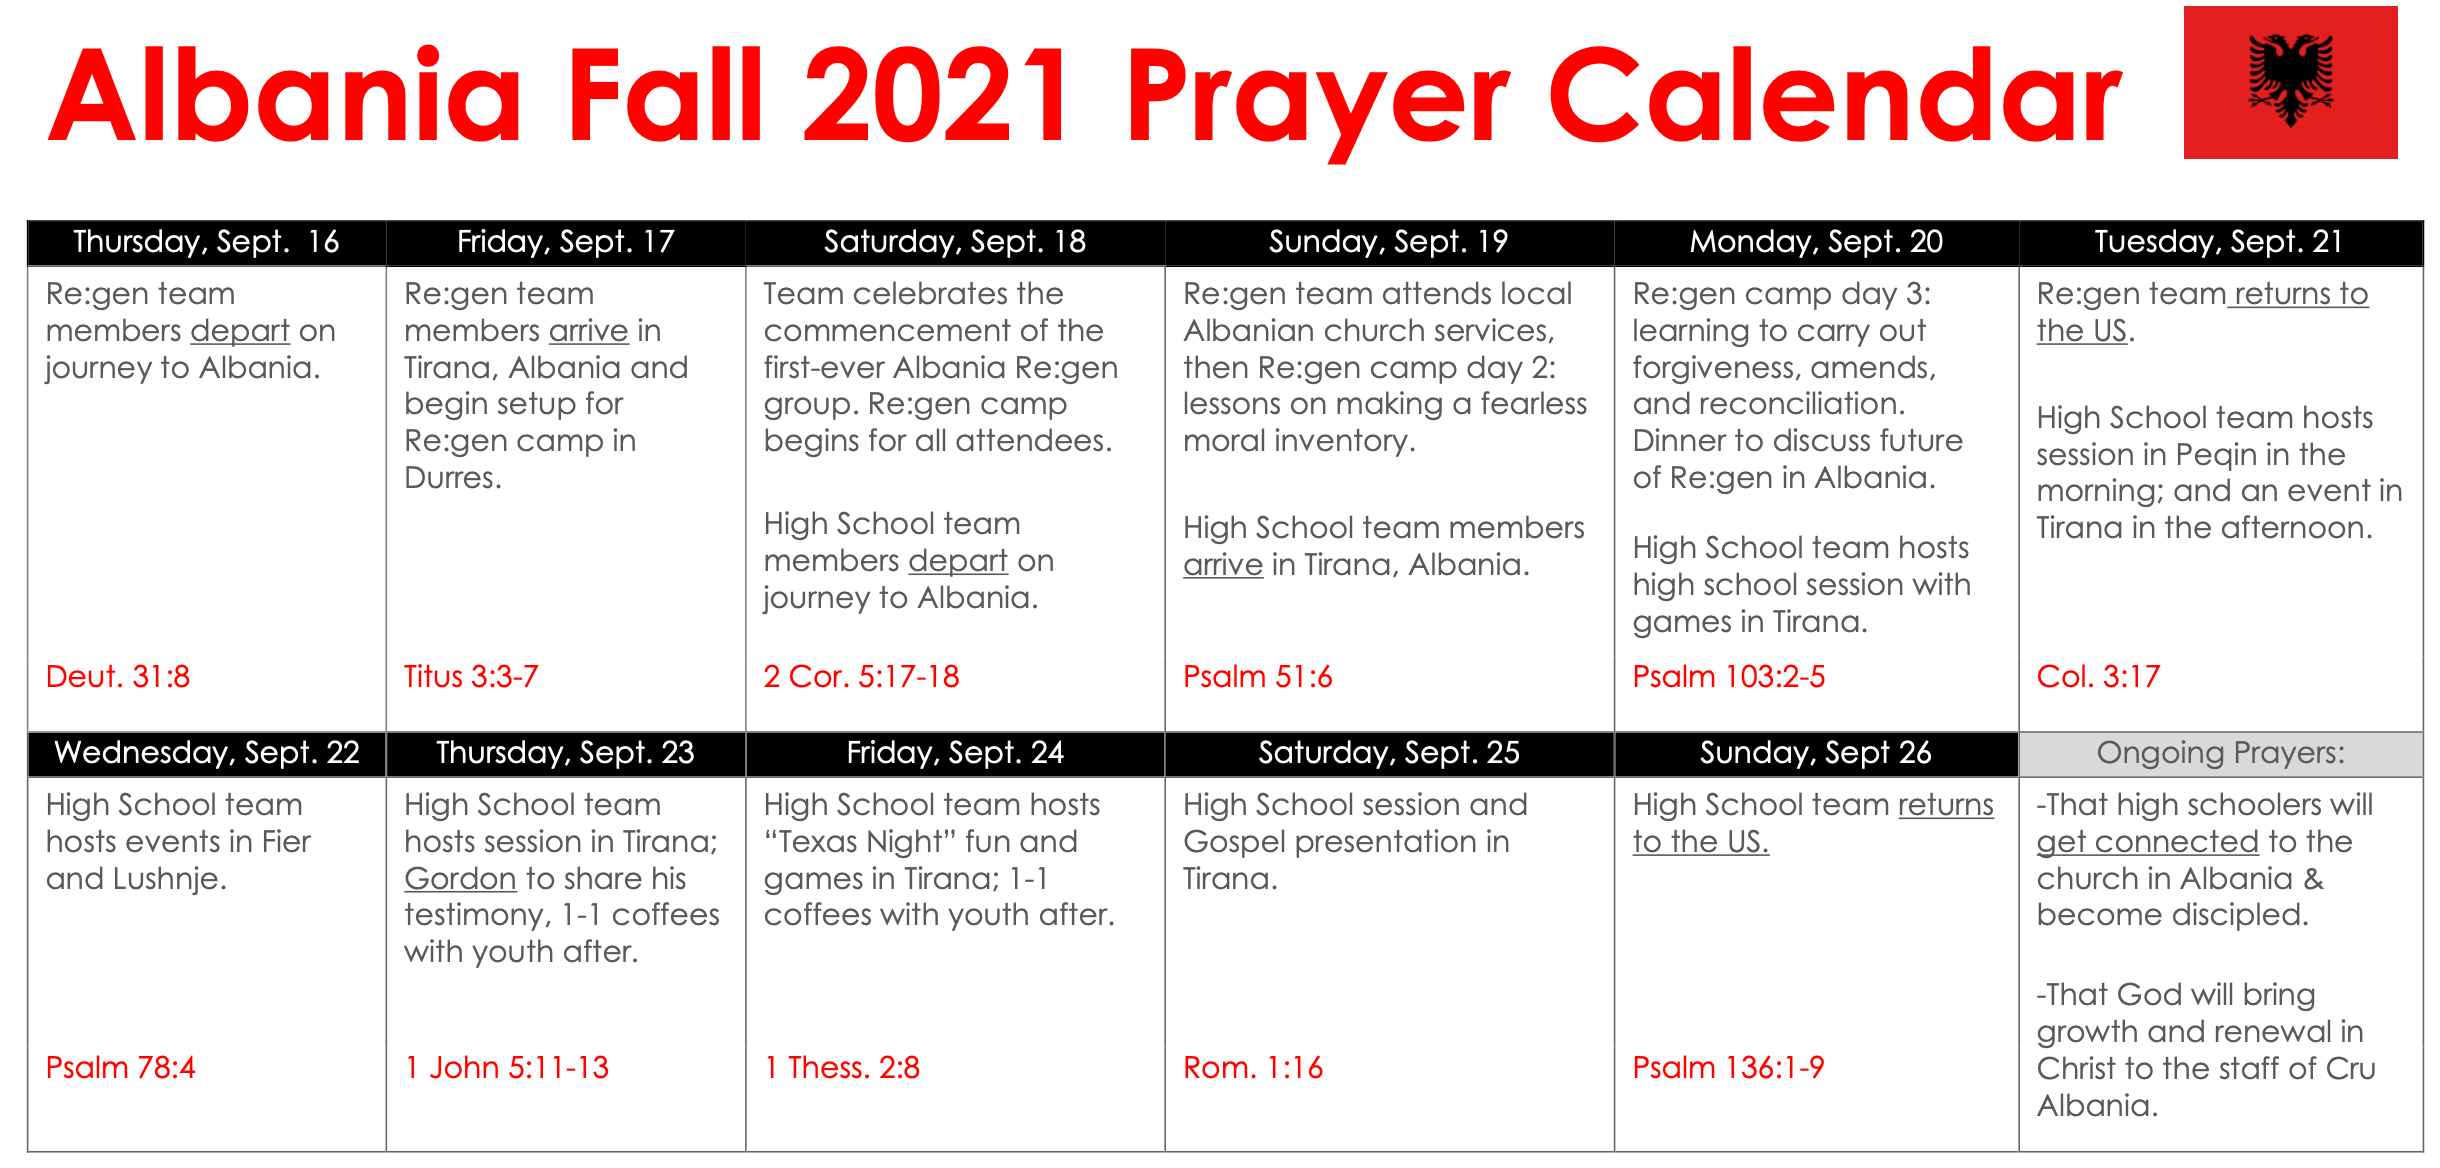 Albania Fall 2021 Prayer Calendar
Thursday, Sept. 16
Re:gen team
members depart on
journey to Albania.
Deut. 31:8
Friday, Sept. 17
Re:gen team
members arrive in
Tirana, Albania and
begin setup for
Re:gen camp in
Durres.
Titus 3:3-7
Saturday, Sept. 18
Team celebrates the
commencement of the
first-ever Albania Re:gen
group. Re:gen camp
begins for all attendees.
High School team
members depart on
journey to Albania.
2 Cor. 5:17-18
Sunday, Sept. 19
Re:gen team attends local
Albanian church services,
then Re:gen camp day 2:
lessons on making a fearless
moral inventory.
High School team members
arrive in Tirana, Albania.
Psalm 51:6
Monday, Sept. 20
Re:gen camp day 3:
learning to carry out
forgiveness, amends,
and reconciliation.
Dinner to discuss future
of Re:gen in Albania.
High School team hosts
high school session with
games in Tirana.
Psalm 103:2-5
Tuesday, Sept. 21
Re:gen team returns to
the US.
High School team hosts
session in Peqin in the
morning; and an event in
Tirana in the afternoon.
Col. 3:17
Wednesday, Sept. 22
High School team
hosts events in Fier
and Lushnje.
Psalm 78:4
Thursday, Sept. 23
High School team
hosts session in Tirana;
Gordon to share his
testimony, 1-1 coffees
with youth after.
1 John 5:11-13
Friday, Sept. 24
High School team hosts
“Texas Night” fun and
games in Tirana; 1-1
coffees with youth after.
1 Thess. 2:8
Saturday, Sept. 25
High School session and
Gospel presentation in
Tirana.
Rom. 1:16
Sunday, Sept 26
High School team returns
to the US.
Psalm 136:1-9
Ongoing Prayers:
-That high schoolers will
get connected to the
church in Albania &
become discipled.
-That God will bring
growth and renewal in
Christ to the staff of Cru
Albania.